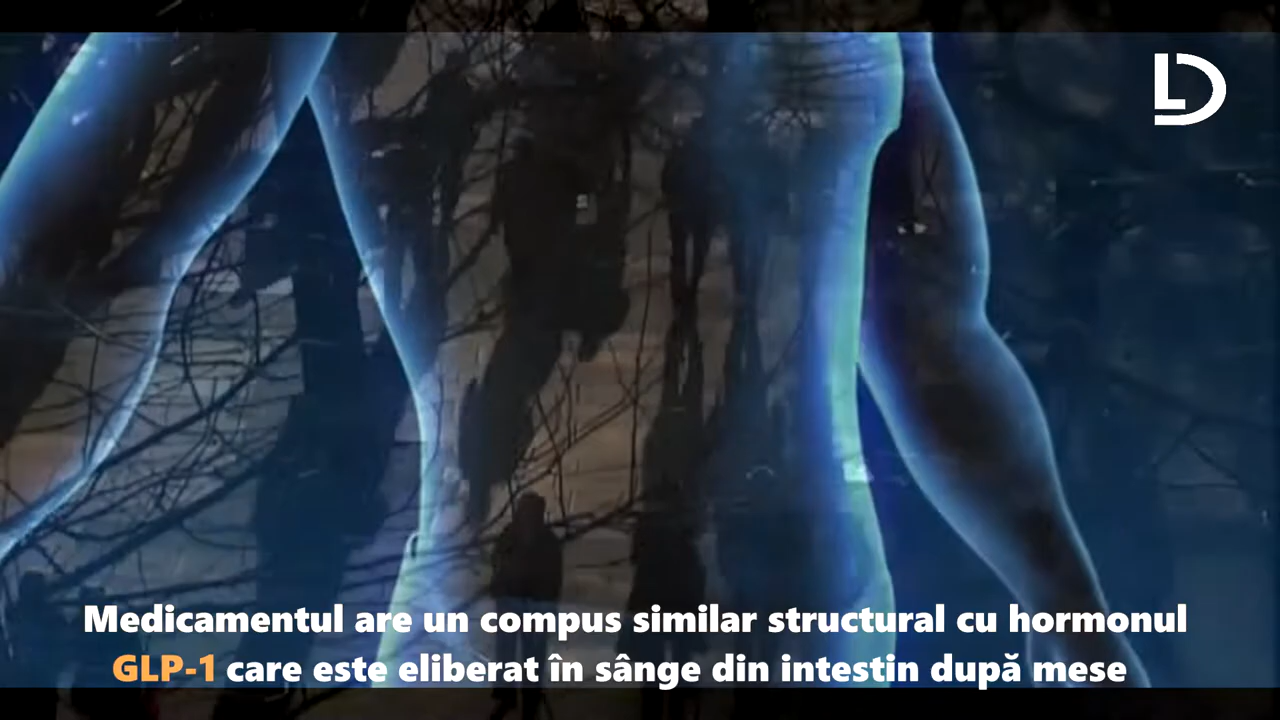 LD
Medicamentul are un compus similar structural cu hormonul
GLP-1 care este eliberat în sânge din intestin după mese